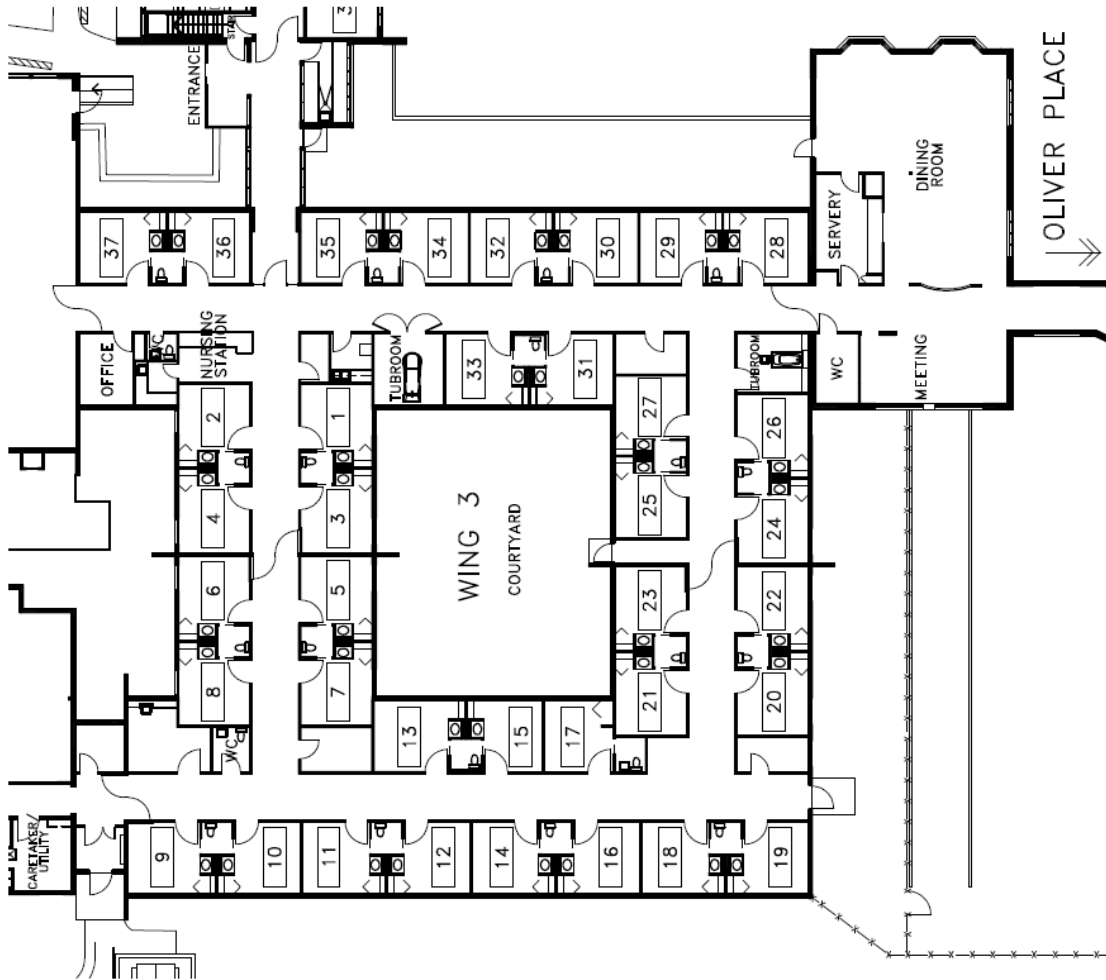 STAIR
ENTRANCE
OLIVER PLACE
DINING
ROOM
SERVERY
37
36
35
34
32
30
29
28
OFFICE
WC
NURSING
STATION
TUBROOM
33
31
TUBROOM
WC
MEETING
2
1
27
26
4
3
25
24
WING 3
COURTYARD
6
5
23
22
8
7
21
20
WC
13
15
17
CARETAKER/
UTILITY
9
10
11
12
14
16
18
19